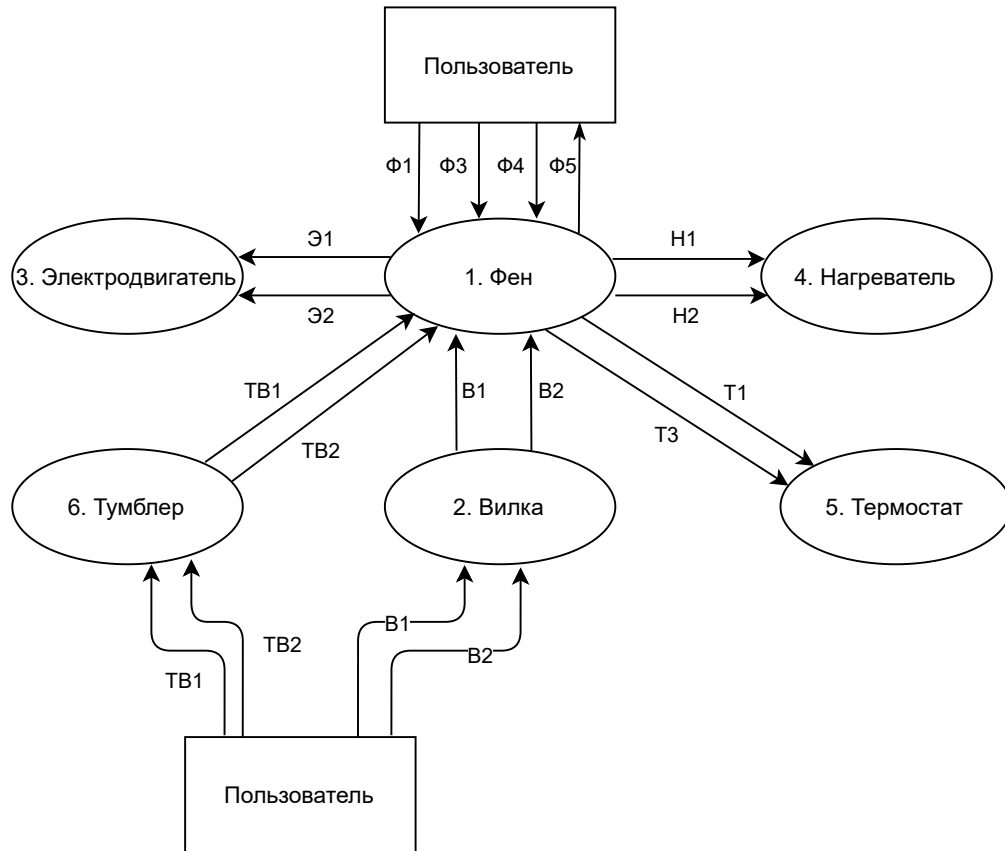 Пользователь
Ф1
Ф3
Ф4
Ф5
Э1
Н1
3. Электродвигатель
1. Фен
4. Нагреватель
Э2
Н2
ТВ1
В1
В2
Т1
ТВ2
Т3
6. Тумблер
2. Вилка
5. Термостат
В1
ТВ2
В2
ТВ1
Пользователь